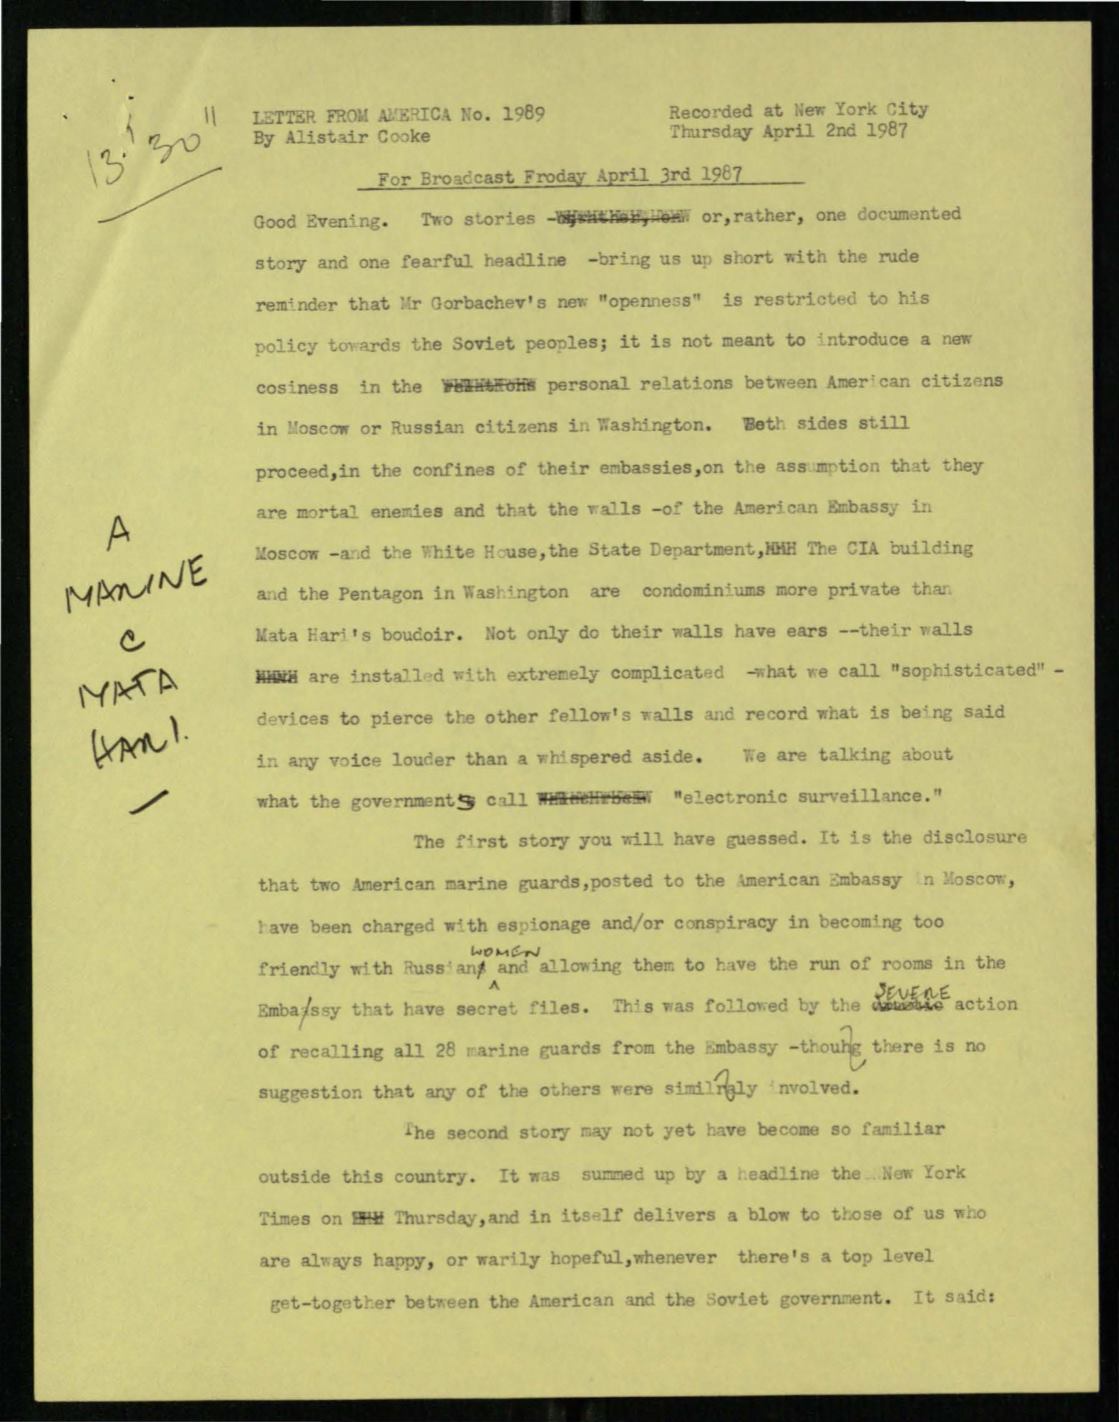 13.' 30"
LETTER FROM AMERICA No. 1989
By Alistair Cooke
Recorded at New York City
Thursday April 2nd 1987
For Broadcast Froday April 3rd 1987
Good Evening. Two stories - or,rather, one documented
story and one fearful headline -bring us up short with the rude
reminder that Mr Gorbachev's new "openness" is restricted to his
policy towards the Soviet peoples; it is not meant to introduce a new
cosiness in the personal relations between American citizens
in Moscow or Russian citizens in Washington. Both sides still
proceed,in the confines of their embassies,on the assumption that they
are mortal enemies and that the walls -of the American Embassy in
Moscow -and the White House,the State Department, The CIA building
and the Pentagon in Washington are condominiums more private than
Mata Hari's boudoir. Not only do their walls have ears --their walls
are installed with extremely complicated -what we call "sophisticated" -
devices to pierce the other fellow's walls and record what is being said
in any voice louder than a whispered aside. We are talking about
what the governments call "electronic surveillance."
A
MARINE
C
MATA
HARI.
The first story you will have guessed. It is the disclosure
that two American marine guards,posted to the American Embassy in Moscow,
have been charged with espionage and/or conspiracy in becoming too
friendly with Russian WOMEN and allowing them to have the run of rooms in the
Embassy that have secret files. This was followed by the SEVERE action
of recalling all 28 marine guards from the Embassy -thouhg there is no
suggestion that any of the others were similraly involved.
The second story may not yet have become so familiar
outside this country. It was summed up by a headline the New York
Times on Thursday,and in itself delivers a blow to those of us who
are always happy, or warily hopeful,whenever there's a top level
get-together between the American and the Soviet government. It said: